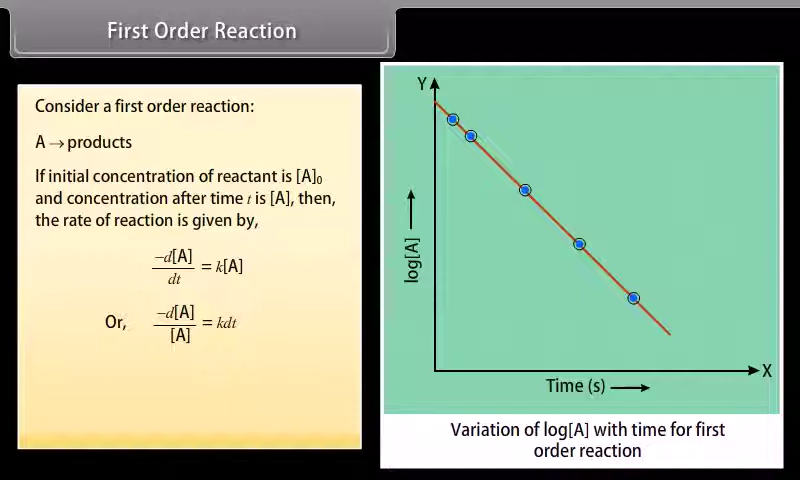 First Order Reaction
Consider a first order reaction:
A → products
If initial concentration of reactant is [A]₀
and concentration after time t is [A], then,
the rate of reaction is given by,
−d[A]/dt = k[A]
Or, −d[A]/[A] = kdt
Y
log[A] ⟶
X
Time (s) ⟶
Variation of log[A] with time for first
order reaction